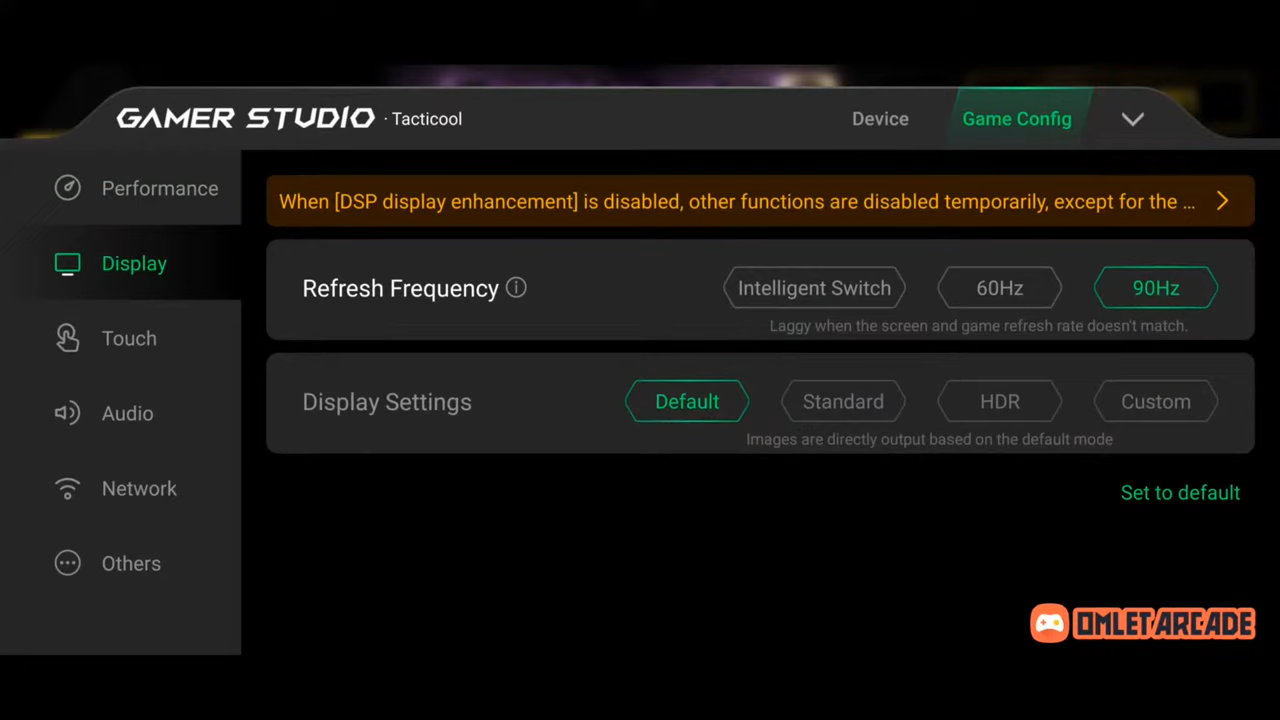 GAMER STUDIO · Tacticool
Device
Game Config
Performance
Display
Touch
Audio
Network
Others
When [DSP display enhancement] is disabled, other functions are disabled temporarily, except for the ...
Refresh Frequency
Intelligent Switch
60Hz
90Hz
Laggy when the screen and game refresh rate doesn't match.
Display Settings
Default
Standard
HDR
Custom
Images are directly output based on the default mode
Set to default
OMLET ARCADE